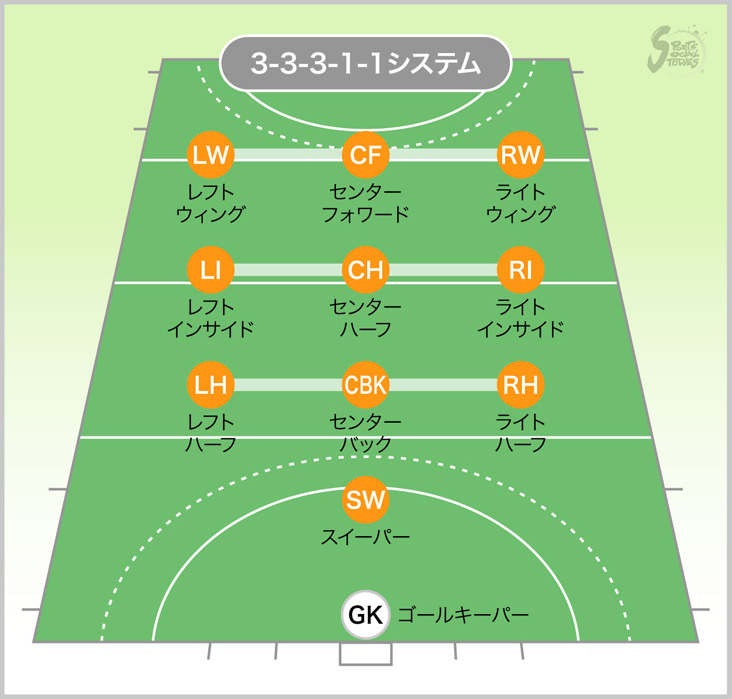 3-3-3-1-1システム
SPORTS
SOCIAL
STUDIES
LW
CF
RW
レフト
ウィング
センター
フォワード
ライト
ウィング
LI
CH
RI
レフト
インサイド
センター
ハーフ
ライト
インサイド
LH
CBK
RH
レフト
ハーフ
センター
バック
ライト
ハーフ
SW
スイーパー
GK
ゴールキーパー